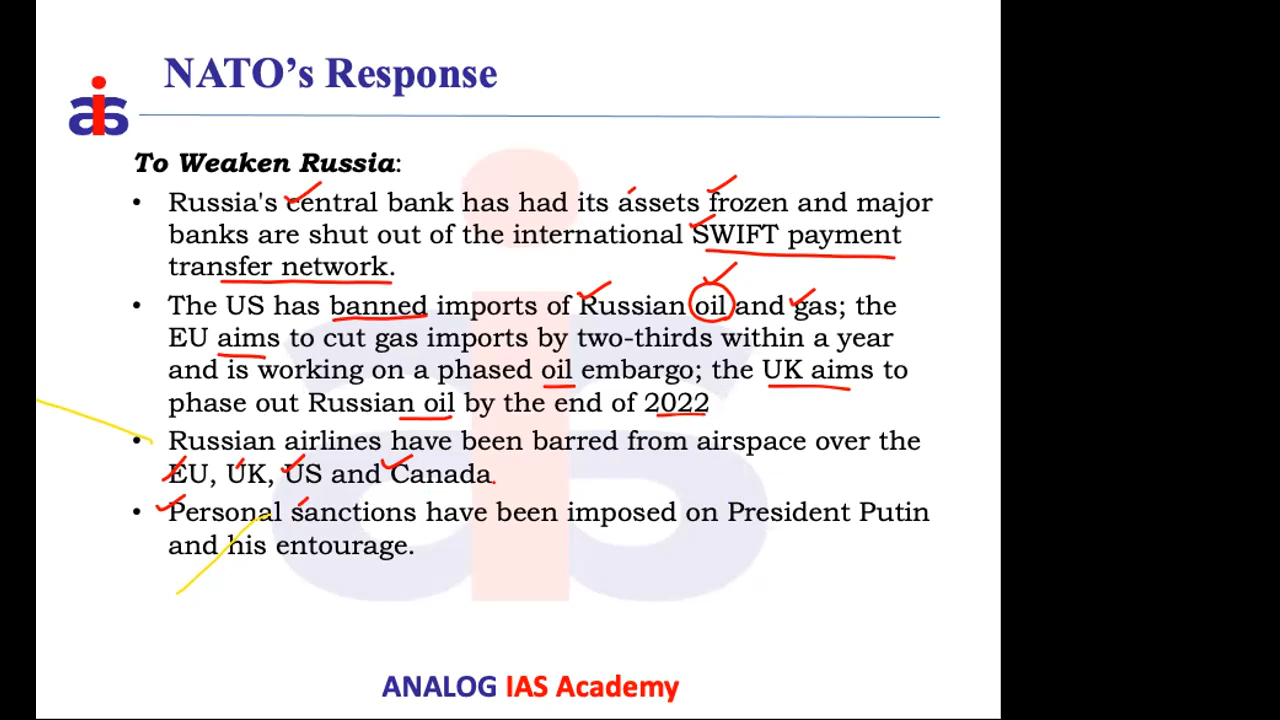 NATO's Response
To Weaken Russia:
• Russia's central bank has had its assets frozen and major
banks are shut out of the international SWIFT payment
transfer network.
• The US has banned imports of Russian oil and gas; the
EU aims to cut gas imports by two-thirds within a year
and is working on a phased oil embargo; the UK aims to
phase out Russian oil by the end of 2022
• Russian airlines have been barred from airspace over the
EU, UK, US and Canada.
• Personal sanctions have been imposed on President Putin
and his entourage.
ANALOG IAS Academy